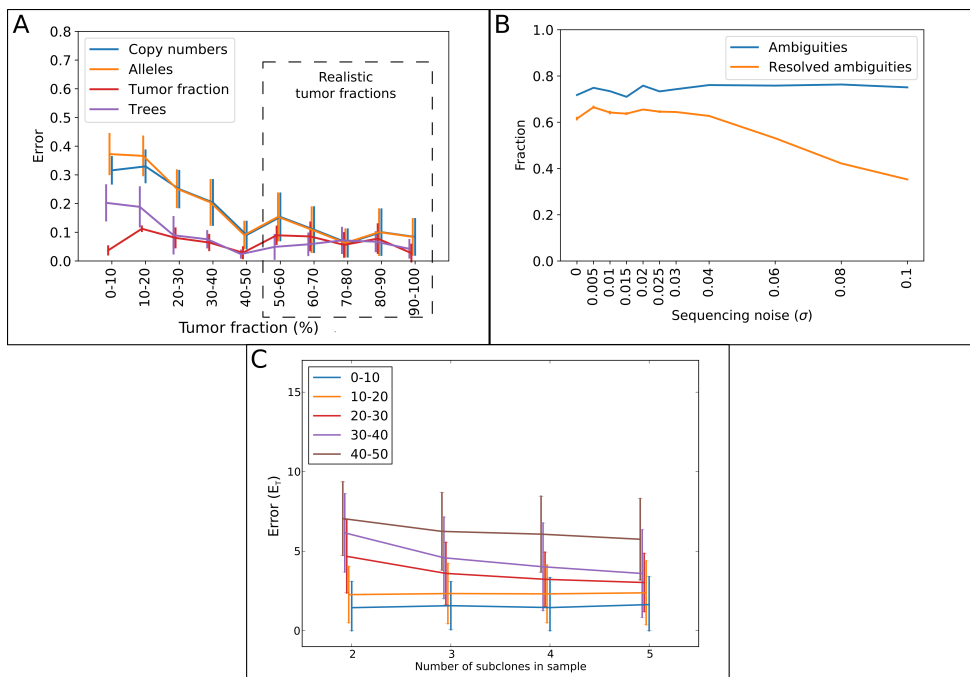 A
0.8
0.7
0.6
0.5
0.4
0.3
0.2
0.1
0.0
Error
Copy numbers
Alleles
Tumor fraction
Trees
Realistic
tumor fractions
0-10
10-20
20-30
30-40
40-50
50-60
60-70
70-80
80-90
90-100
Tumor fraction (%)
B
1.0
0.8
0.6
0.4
0.2
0.0
Fraction
Ambiguities
Resolved ambiguities
0
0.005
0.01
0.015
0.02
0.025
0.03
0.04
0.06
0.08
0.1
Sequencing noise (σ)
C
15
10
5
0
Error (E_T)
0-10
10-20
20-30
30-40
40-50
2
3
4
5
Number of subclones in sample